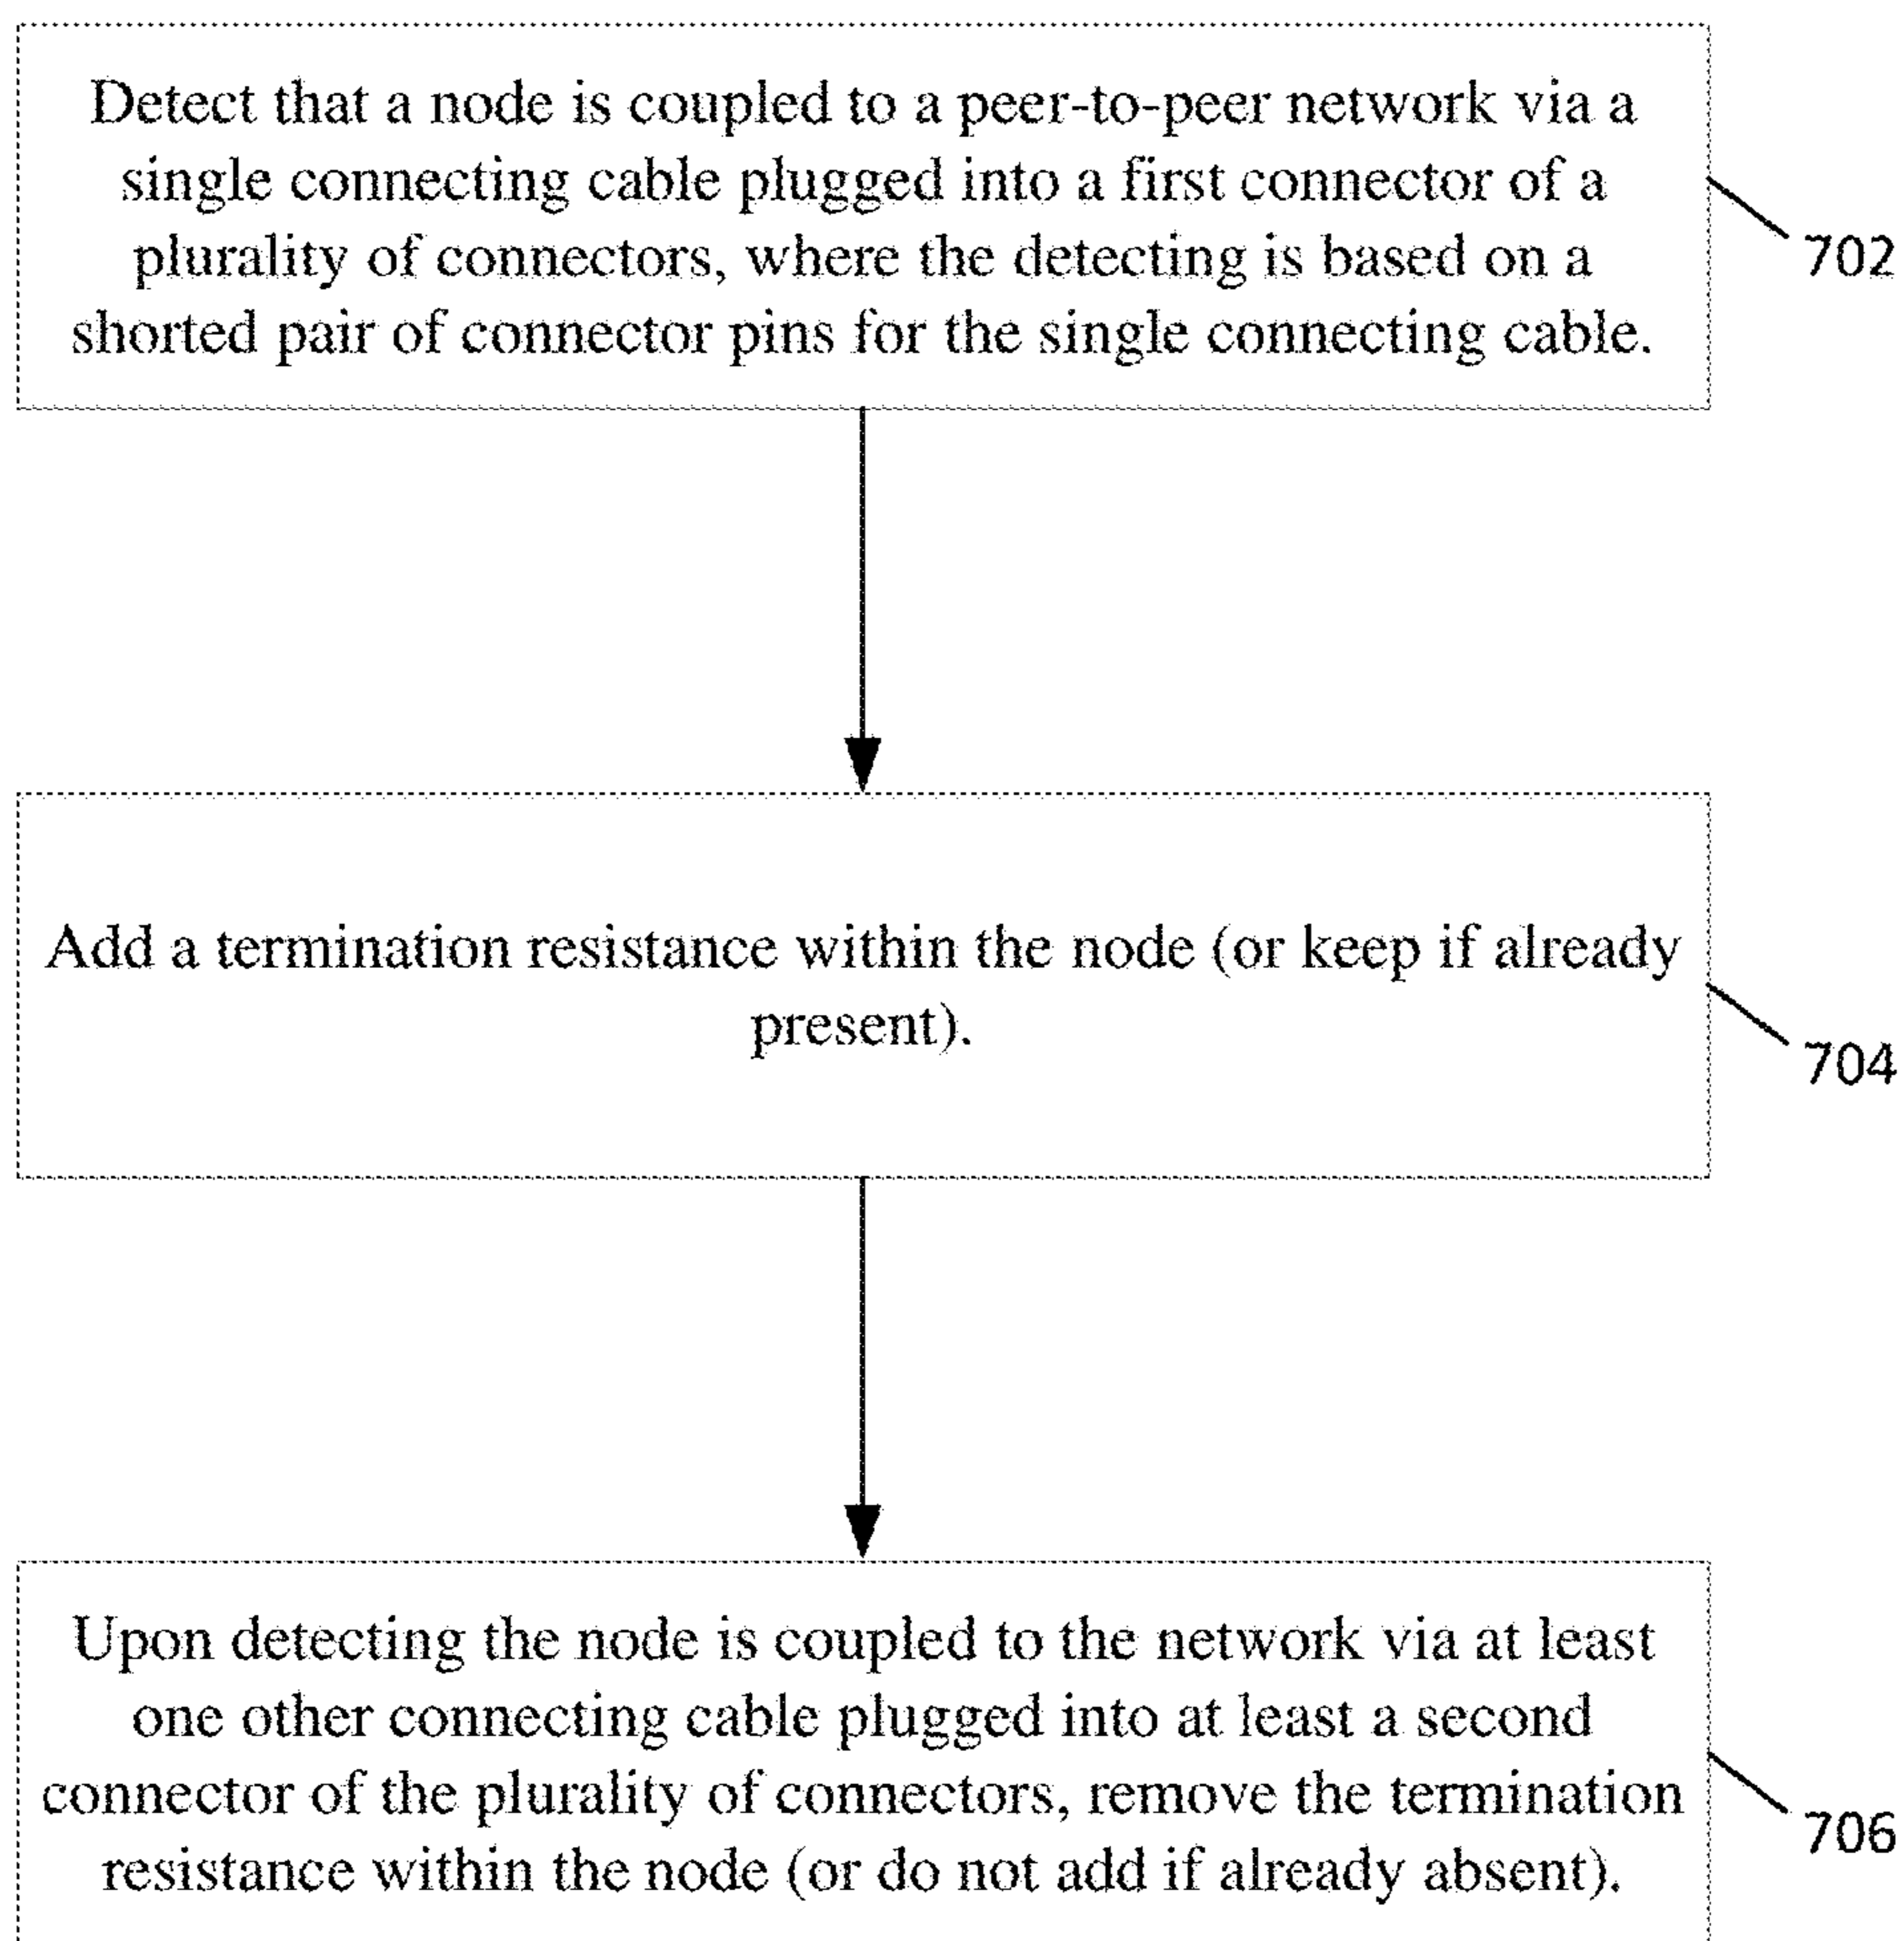 Detect that a node is coupled to a peer-to-peer network via a
single connecting cable plugged into a first connector of a
plurality of connectors, where the detecting is based on a
shorted pair of connector pins for the single connecting cable.
702
Add a termination resistance within the node (or keep if already
present).
704
Upon detecting the node is coupled to the network via at least
one other connecting cable plugged into at least a second
connector of the plurality of connectors, remove the termination
resistance within the node (or do not add if already absent).
706